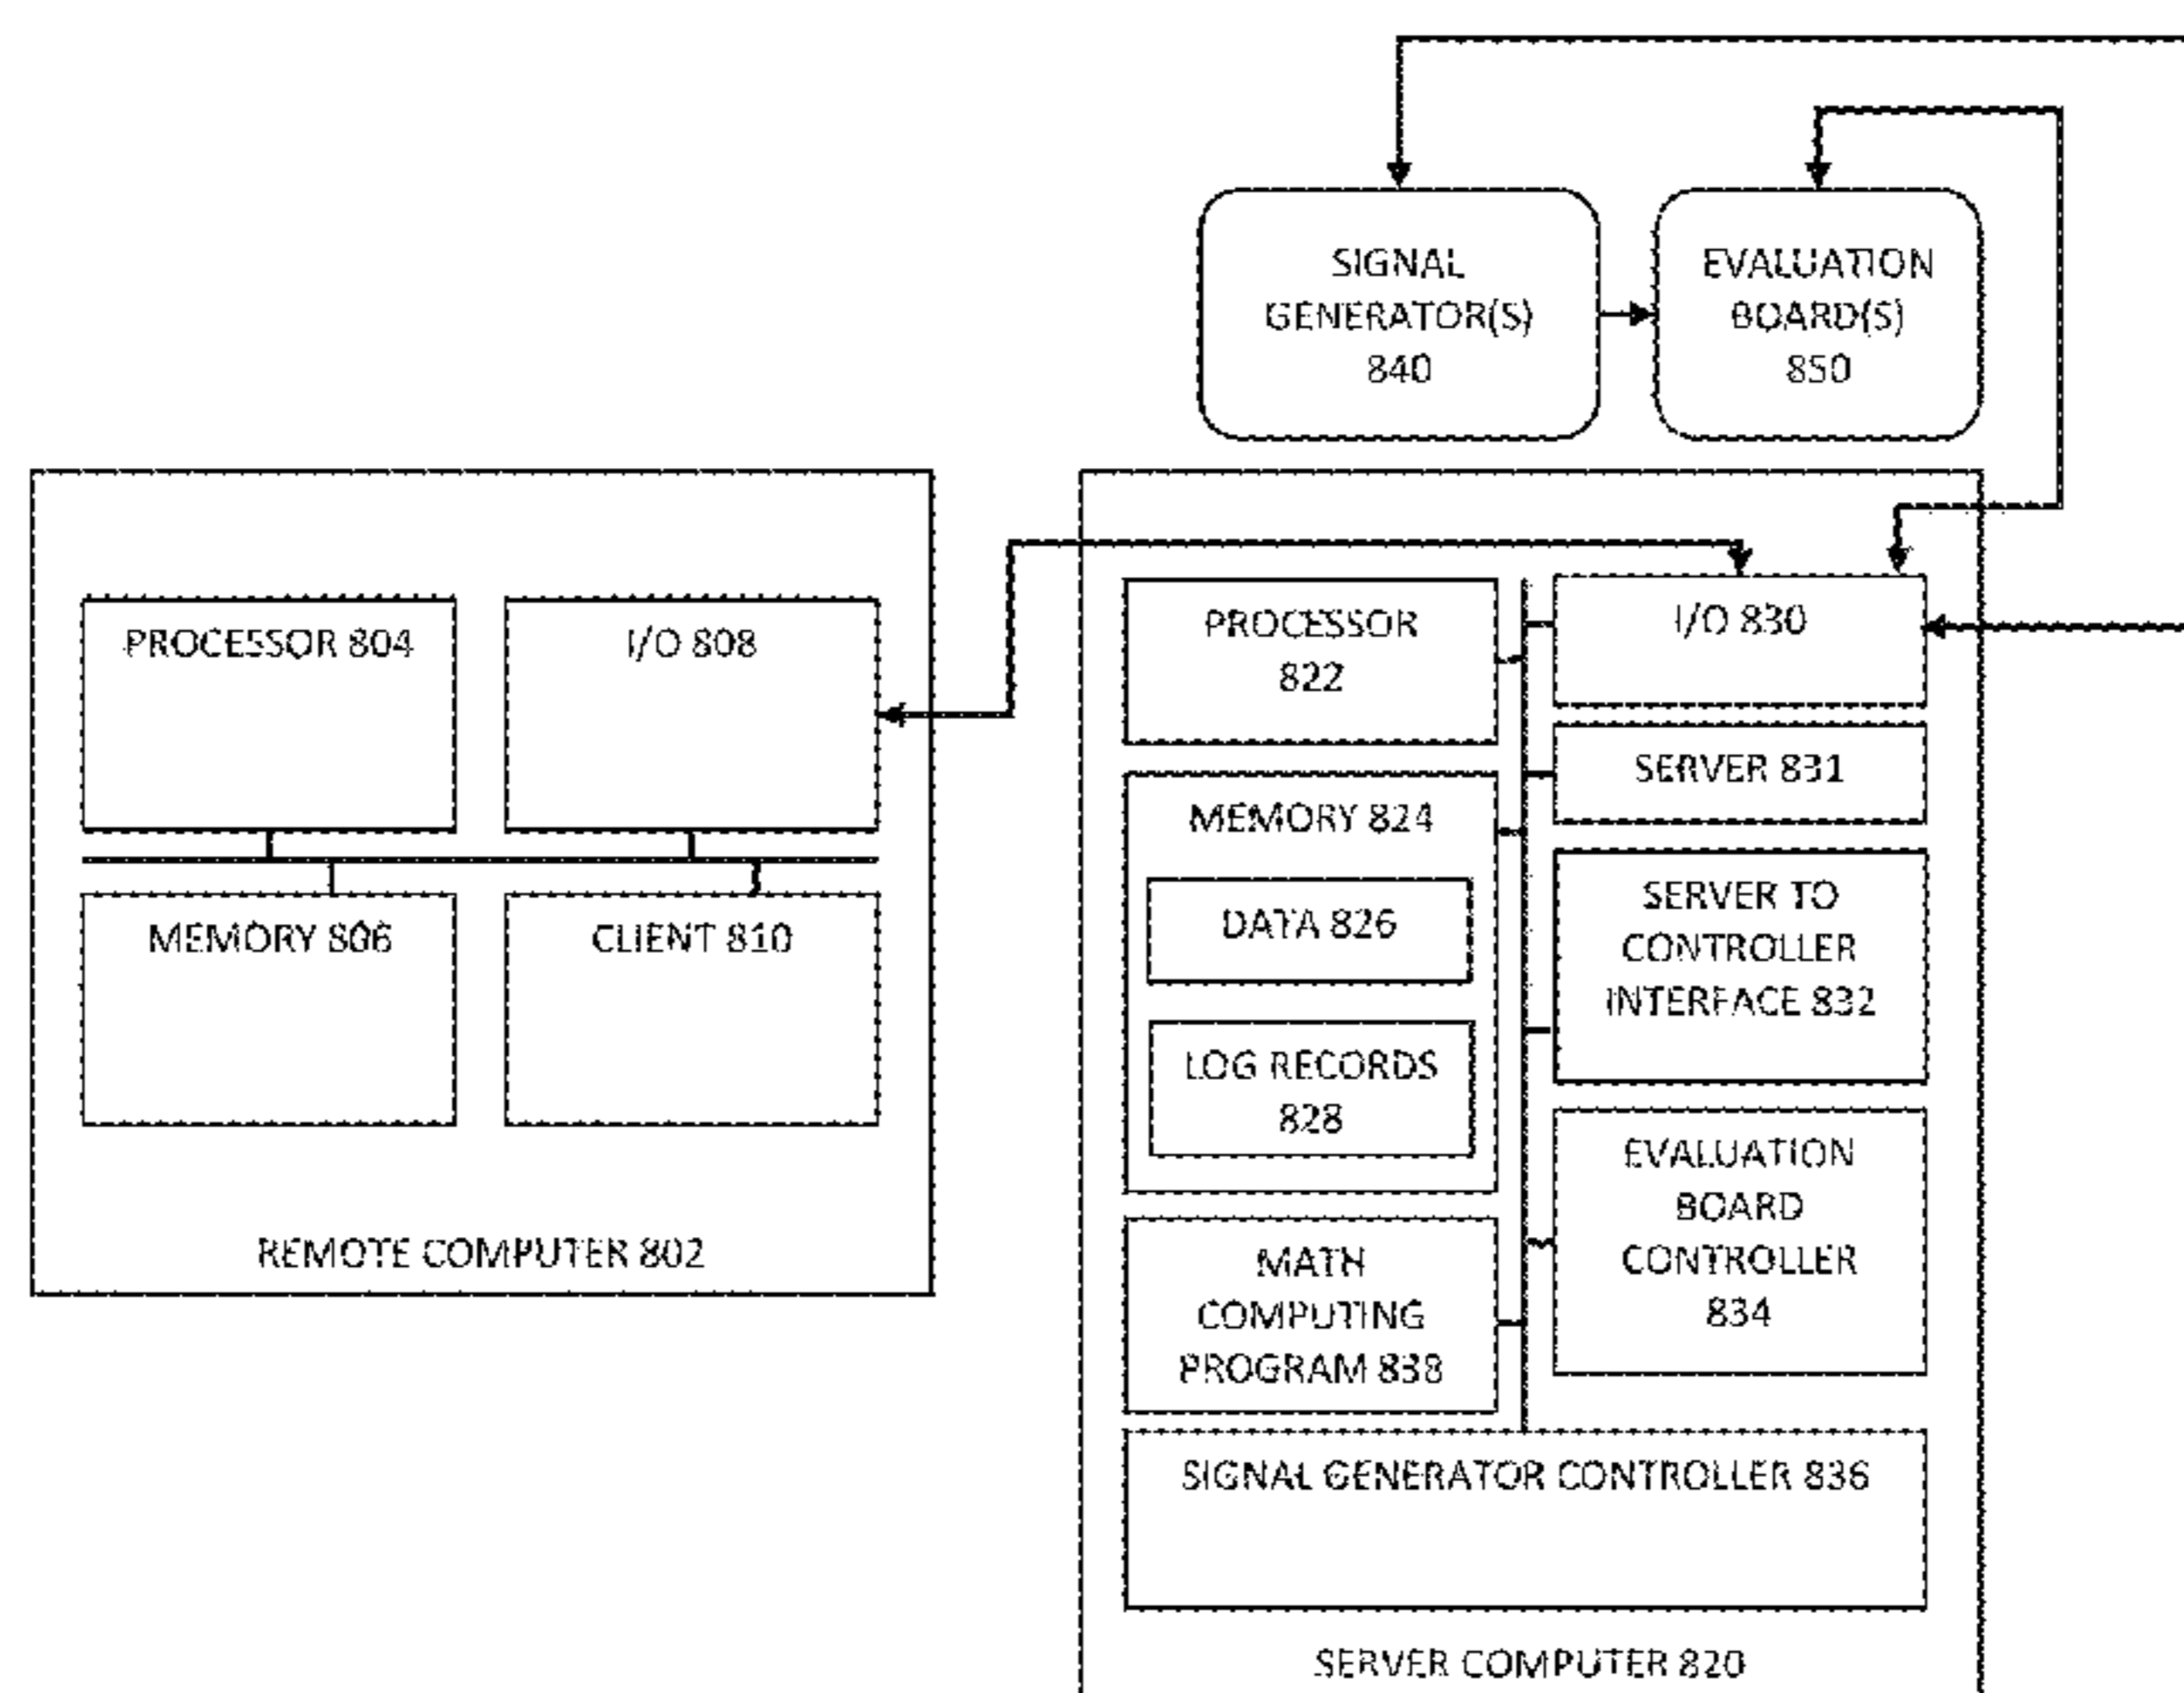 SIGNAL
GENERATOR(S)
840
EVALUATION
BOARD(S)
850
PROCESSOR 804
I/O 808
MEMORY 806
CLIENT 810
REMOTE COMPUTER 802
PROCESSOR
822
MEMORY 824
DATA 826
LOG RECORDS
828
MATH
COMPUTING
PROGRAM 838
I/O 830
SERVER 831
SERVER TO
CONTROLLER
INTERFACE 832
EVALUATION
BOARD
CONTROLLER
834
SIGNAL GENERATOR CONTROLLER 836
SERVER COMPUTER 820